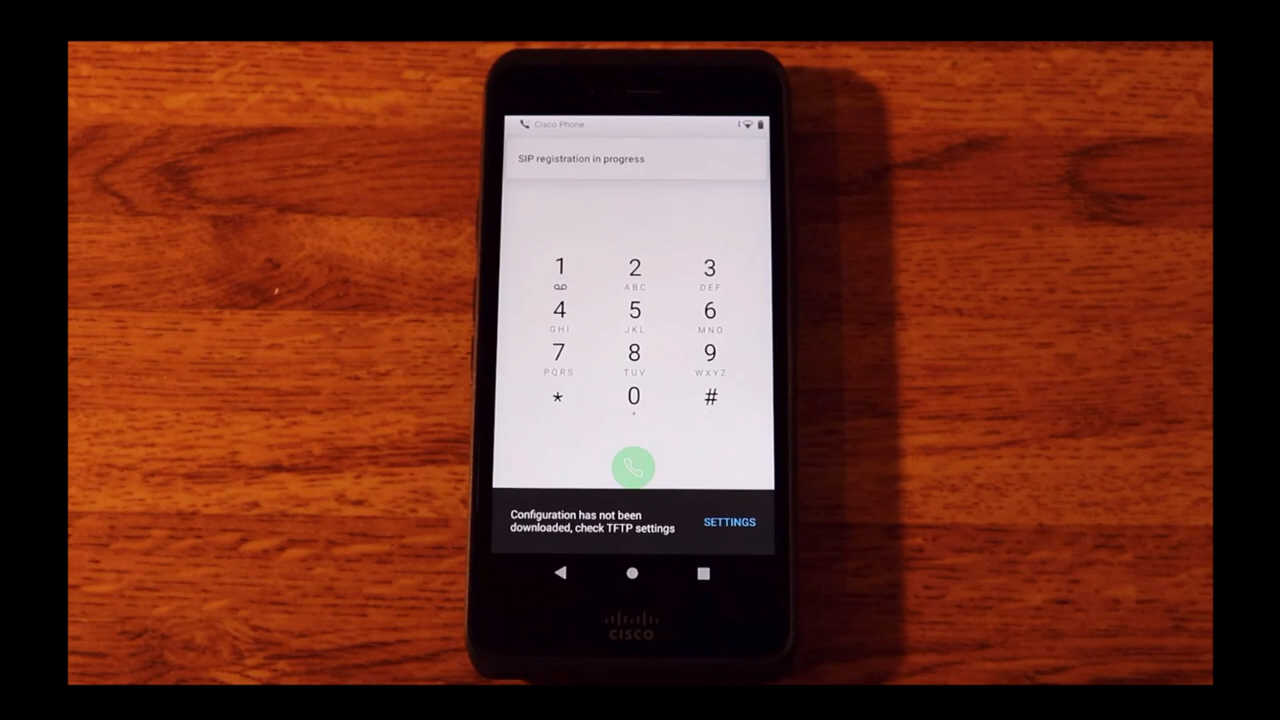 Cisco Phone
SIP registration in progress
1 2 3
ABC DEF
4 5 6
GHI JKL MNO
7 8 9
PQRS TUV WXYZ
* 0 #
+
Configuration has not been
downloaded, check TFTP settings
SETTINGS
CISCO